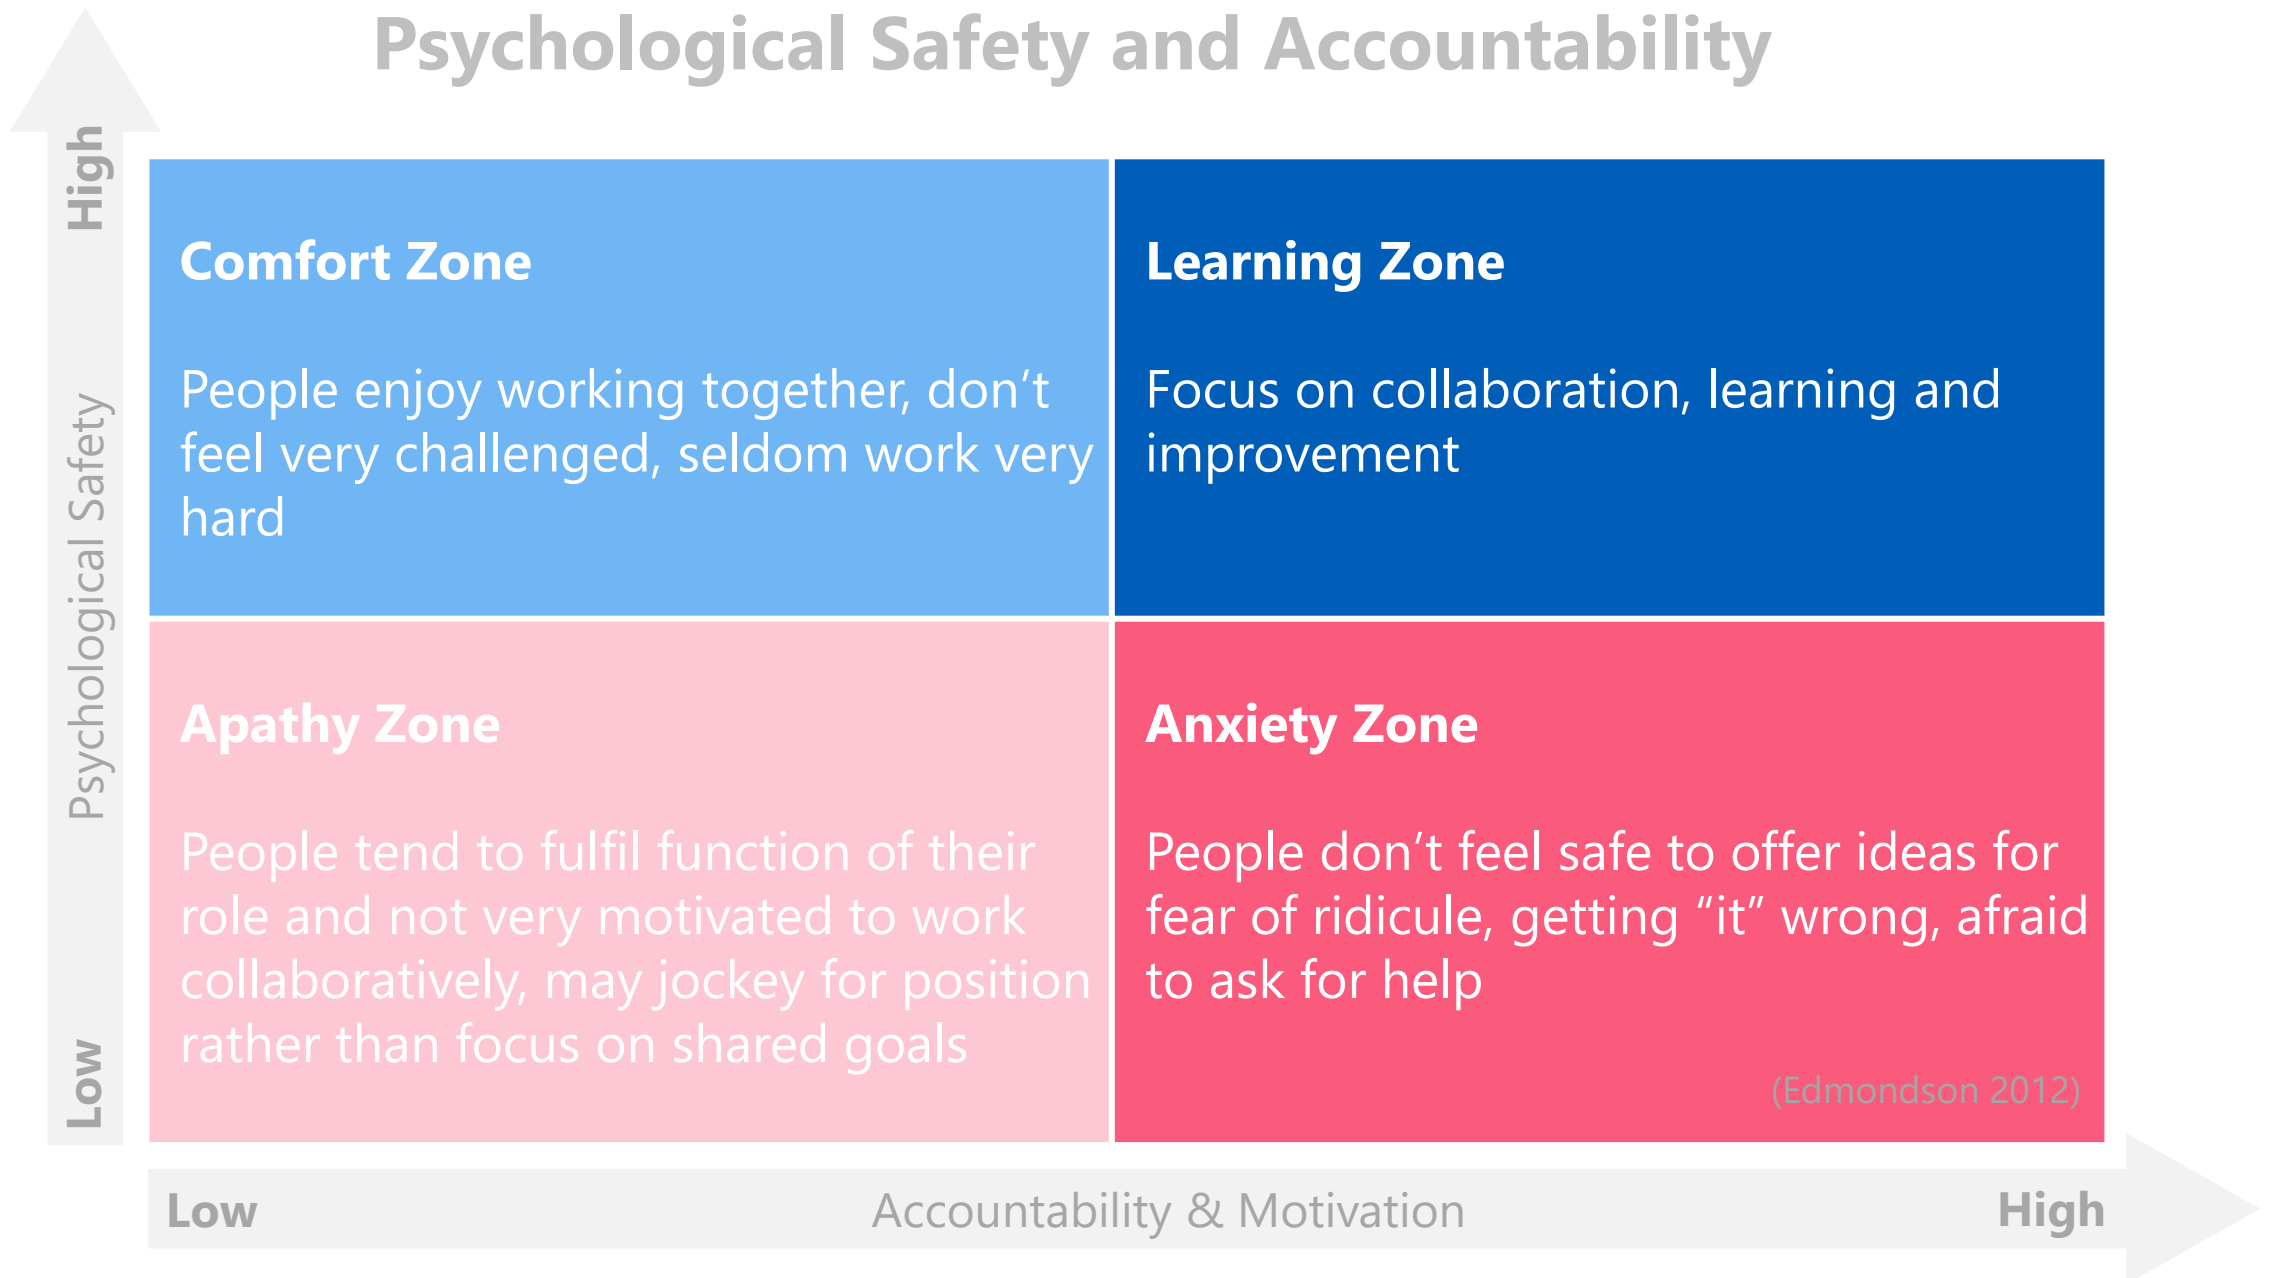 Psychological Safety and Accountability
High
Psychological Safety
Low
Comfort Zone
People enjoy working together, don’t
feel very challenged, seldom work very
hard
Learning Zone
Focus on collaboration, learning and
improvement
Apathy Zone
People tend to fulfil function of their
role and not very motivated to work
collaboratively, may jockey for position
rather than focus on shared goals
Anxiety Zone
People don’t feel safe to offer ideas for
fear of ridicule, getting “it” wrong, afraid
to ask for help
(Edmondson 2012)
Low
Accountability & Motivation
High